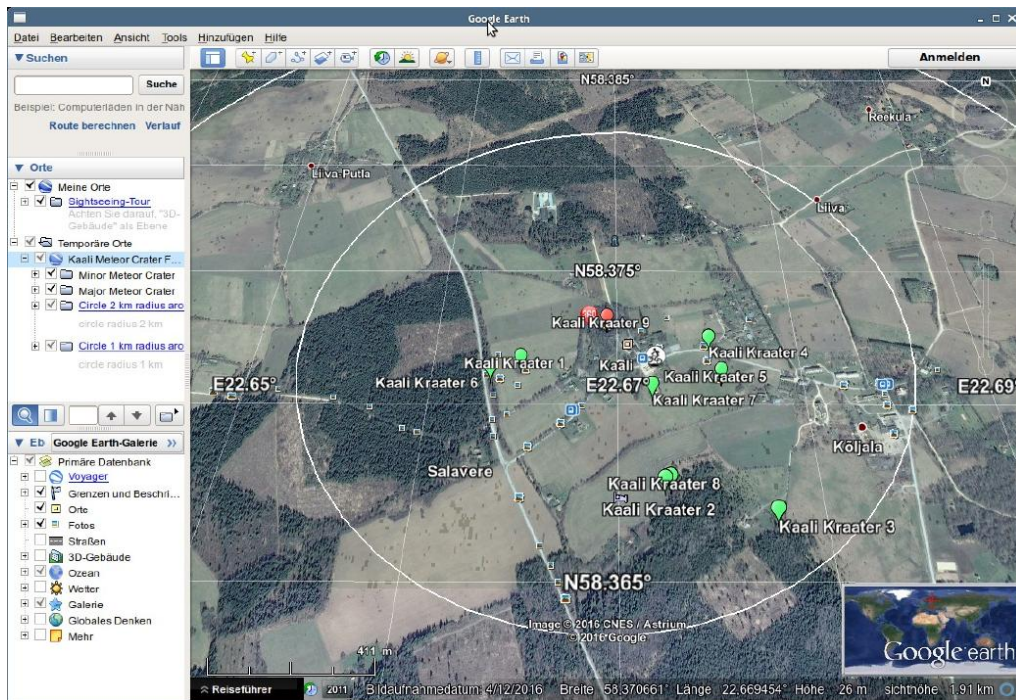 Google Earth
Datei Bearbeiten Ansicht Tools Hinzufügen Hilfe
Suchen
Anmelden
Suche
Beispiel: Computerläden in der Näh
Route berechnen Verlauf
Orte
Meine Orte
Sightseeing-Tour
Achten Sie darauf, "3D-
Gebäude" als Ebene
Temporäre Orte
Kaali Meteor Crater F...
Minor Meteor Crater
Major Meteor Crater
Circle 2 km radius aro
circle radius 2 km
Circle 1 km radius aro
circle radius 1 km
Eb Google Earth-Galerie
Primäre Datenbank
Voyager
Grenzen und Beschri...
Orte
Fotos
Straßen
3D-Gebäude
Ozean
Wetter
Galerie
Globales Denken
Mehr
N58.385°
N
Reekula
Liiva-Putla
Liiva
N58.375°
Kaali Kraater 9
Kaali Kraater 4
Kaali Kraater 1
Kaali
Kaali Kraater 6
Kaali Kraater 5
E22.65°
E22.67°
E22.69°
Kaali Kraater 7
Kõljala
Salavere
Kaali Kraater 8
Kaali Kraater 2
Kaali Kraater 3
N58.365°
Image © 2016 CNES / Astrium
© 2016 Google
411 m
Google earth
Reiseführer
2011
Bildaufnahmedatum: 4/12/2016 Breite 58.370661° Länge 22.669454° Höhe: 26 m sichthöhe 1.91 km